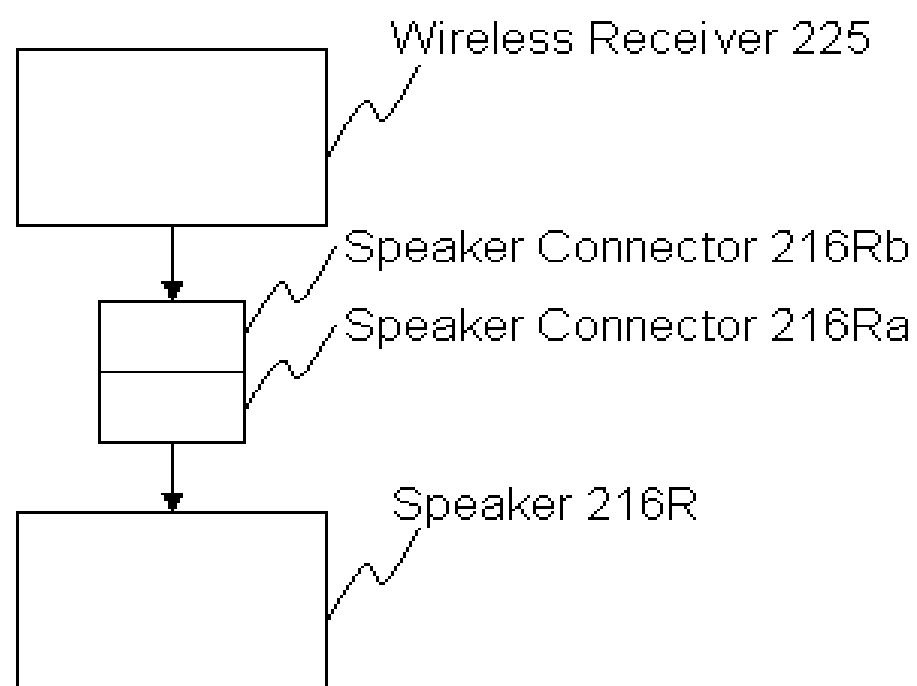 Wireless Receiver 225
Speaker Connector 216Rb
Speaker Connector 216Ra
Speaker 216R